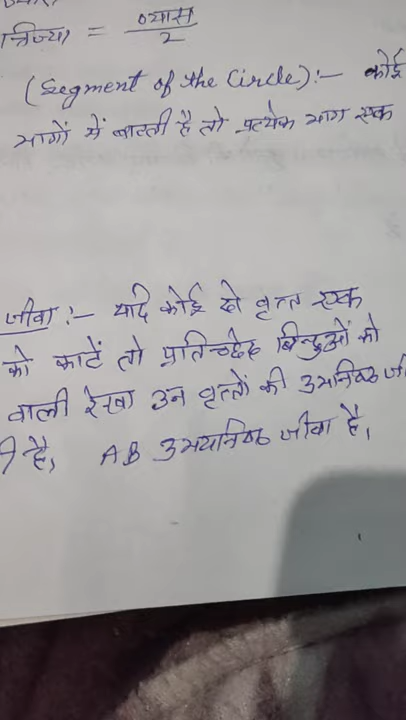 त्रिज्या = व्यास/2
(Segment of the Circle):- कोई
भागों में बाटती है तो प्रत्येक भाग एक
जीवा :- यदि कोई दो वृत्त एक
को काटें तो प्रतिच्छेद बिन्दुओं को
वाली रेखा उन वृत्तों की उभयनिष्ठ जी
है। AB उभयनिष्ठ जीवा है।